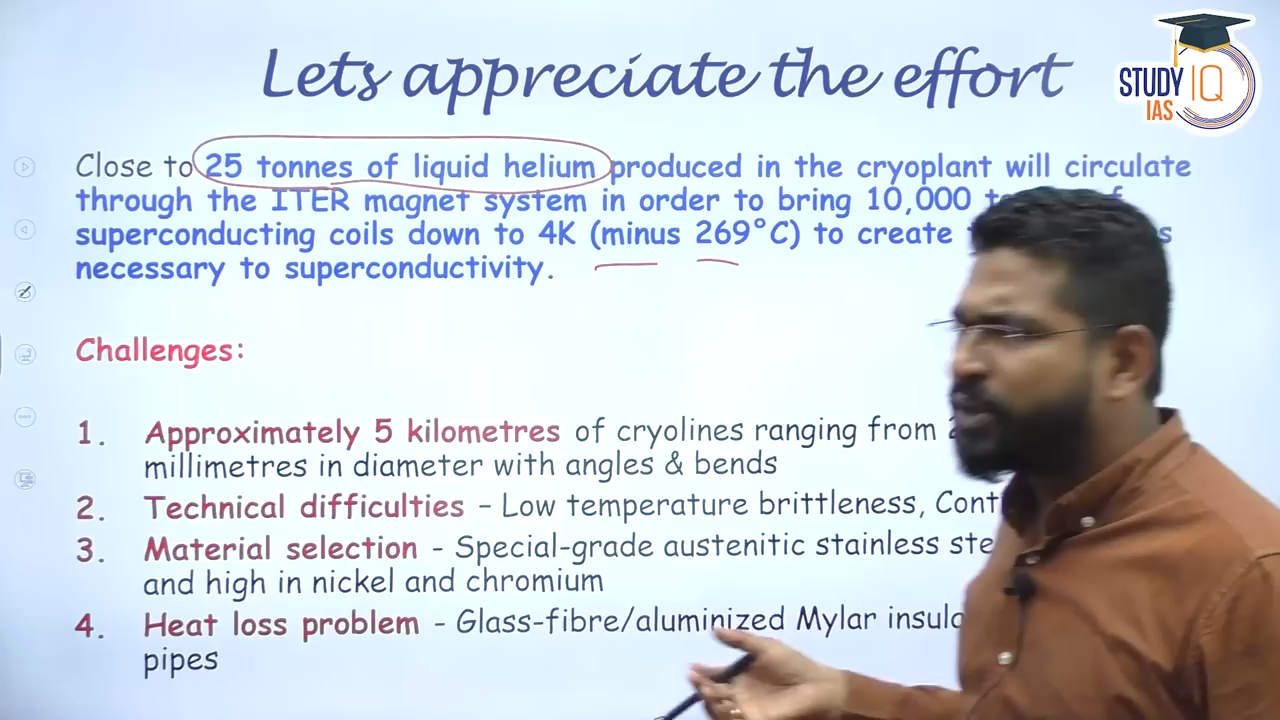 Lets appreciate the effort
STUDY IQ
IAS
Close to 25 tonnes of liquid helium produced in the cryoplant will circulate
through the ITER magnet system in order to bring 10,000
superconducting coils down to 4K (minus 269°C) to create
necessary to superconductivity.
Challenges:
1. Approximately 5 kilometres of cryolines ranging from
millimetres in diameter with angles & bends
2. Technical difficulties – Low temperature brittleness,
3. Material selection - Special-grade austenitic stainless
and high in nickel and chromium
4. Heat loss problem - Glass-fibre/aluminized Mylar
pipes